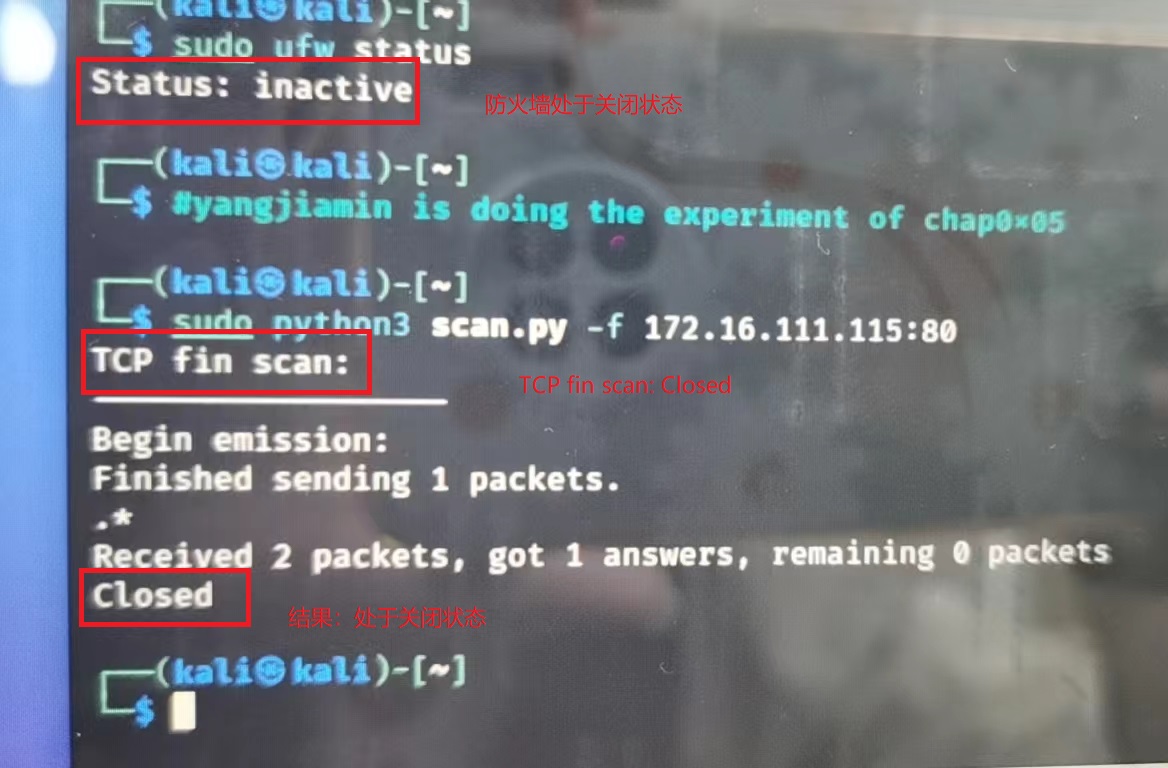 (kali㉿kali)-[~]
$ sudo ufw status
Status: inactive
防火墙处于关闭状态
(kali㉿kali)-[~]
$ #yangjiamin is doing the experiment of chap0×05
(kali㉿kali)-[~]
$ sudo python3 scan.py -f 172.16.111.115:80
TCP fin scan:
TCP fin scan: Closed
Begin emission:
Finished sending 1 packets.
.*
Received 2 packets, got 1 answers, remaining 0 packets
Closed
结果：处于关闭状态
(kali㉿kali)-[~]
$